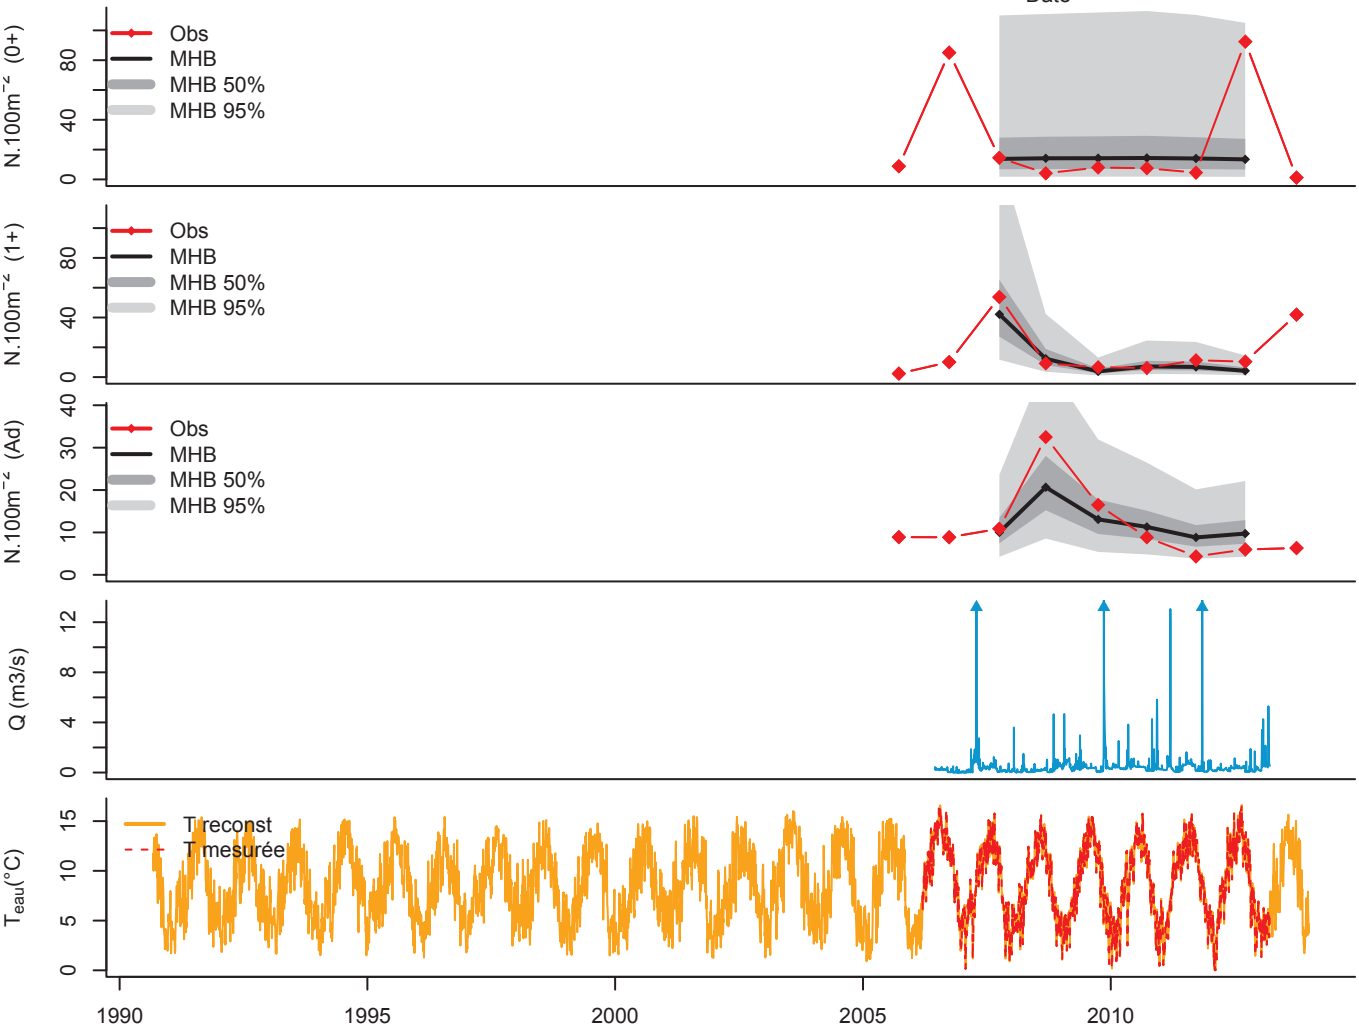 Date
N.100m⁻² (0+)
0
40
80
Obs
MHB
MHB 50%
MHB 95%
N.100m⁻² (1+)
0
40
80
Obs
MHB
MHB 50%
MHB 95%
N.100m⁻² (Ad)
0
10
20
30
40
Obs
MHB
MHB 50%
MHB 95%
Q (m3/s)
0
4
8
12
Teau(°C)
0
5
10
15
T reconst
T mesurée
1990 1995 2000 2005 2010